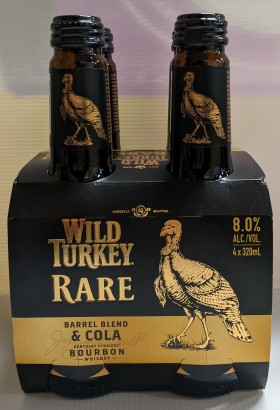 WILD
TURKEY
RARE
BARREL BLEND
& COLA
KENTUCKY STRAIGHT
BOURBON
WHISKEY
8.0%
ALC./VOL.
4 x 320mL